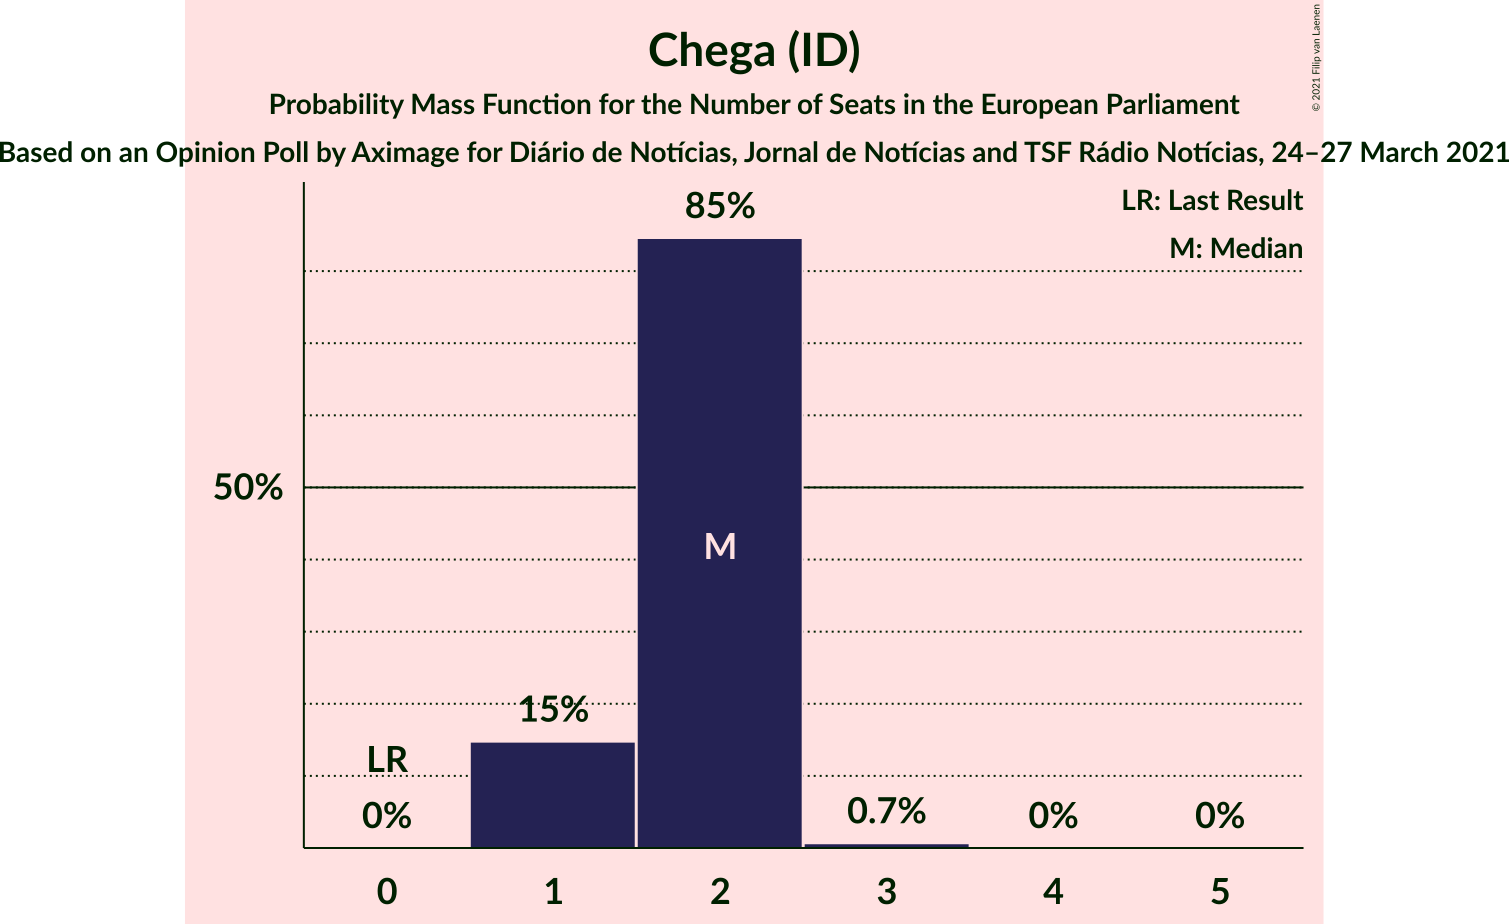 Chega (ID)
Probability Mass Function for the Number of Seats in the European Parliament
Based on an Opinion Poll by Aximage for Diário de Notícias, Jornal de Notícias and TSF Rádio Notícias, 24–27 March 2021
© 2021 Filip van Laenen
LR: Last Result
M: Median
85%
50%
M
15%
LR
0%
0.7%
0%
0%
0 1 2 3 4 5